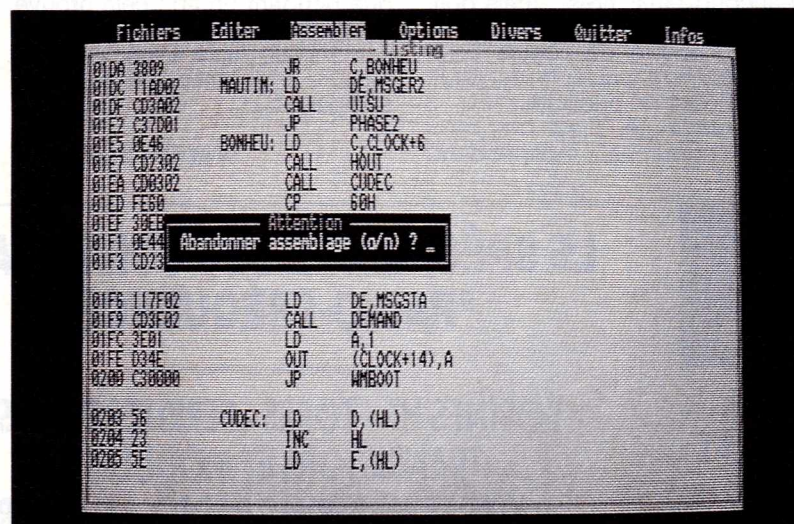 Fichiers Editer Assembler Options Divers Quitter Infos
Listing
01DA 3809 JR C,BONHEU
01DC 11AD02 MAUTIM: LD DE,MSGER2
01DF CD3A02 CALL UISU
01E2 C37D01 JP PHASE2
01E5 0E46 BONHEU: LD C,CLOCK+6
01E7 CD2302 CALL HOUT
01EA CD0302 CALL CUDEC
01ED FE60 CP 60H
01EF 30EB
Attention
01F1 0E44
Abandonner assemblage (o/n) ? _
01F3 CD23
01F6 117F02 LD DE,MSGSTA
01F9 CD3F02 CALL DEMAND
01FC 3E01 LD A,1
01FE D34E OUT (CLOCK+14),A
0200 C30000 JP WMBOOT
0203 56 CUDEC: LD D,(HL)
0204 23 INC HL
0205 5E LD E,(HL)